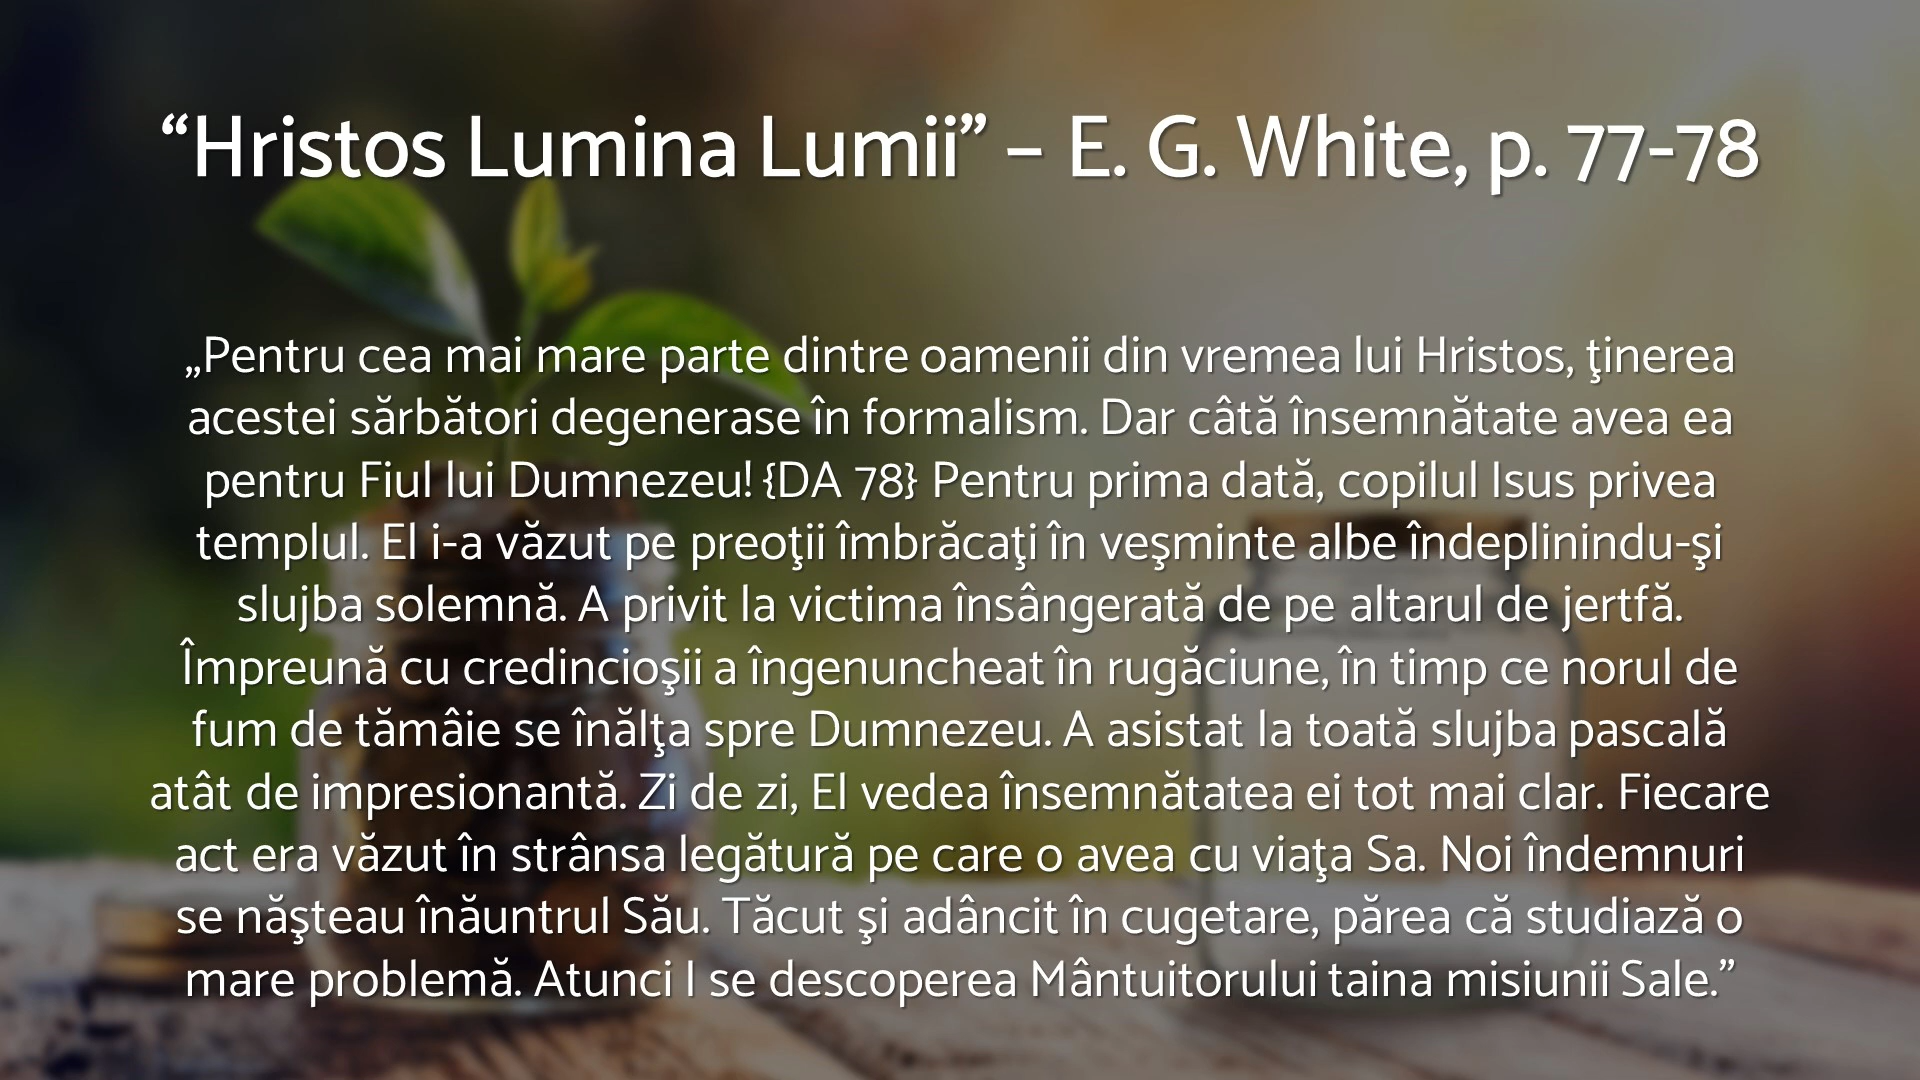 “Hristos Lumina Lumii” – E. G. White, p. 77-78
„Pentru cea mai mare parte dintre oamenii din vremea lui Hristos, ţinerea
acestei sărbători degenerase în formalism. Dar câtă însemnătate avea ea
pentru Fiul lui Dumnezeu! {DA 78} Pentru prima dată, copilul Isus privea
templul. El i-a văzut pe preoţii îmbrăcaţi în veşminte albe îndeplinindu-şi
slujba solemnă. A privit la victima însângerată de pe altarul de jertfă.
Împreună cu credincioşii a îngenuncheat în rugăciune, în timp ce norul de
fum de tămâie se înălţa spre Dumnezeu. A asistat la toată slujba pascală
atât de impresionantă. Zi de zi, El vedea însemnătatea ei tot mai clar. Fiecare
act era văzut în strânsa legătură pe care o avea cu viaţa Sa. Noi îndemnuri
se năşteau înăuntrul Său. Tăcut şi adâncit în cugetare, părea că studiază o
mare problemă. Atunci I se descoperea Mântuitorului taina misiunii Sale.”